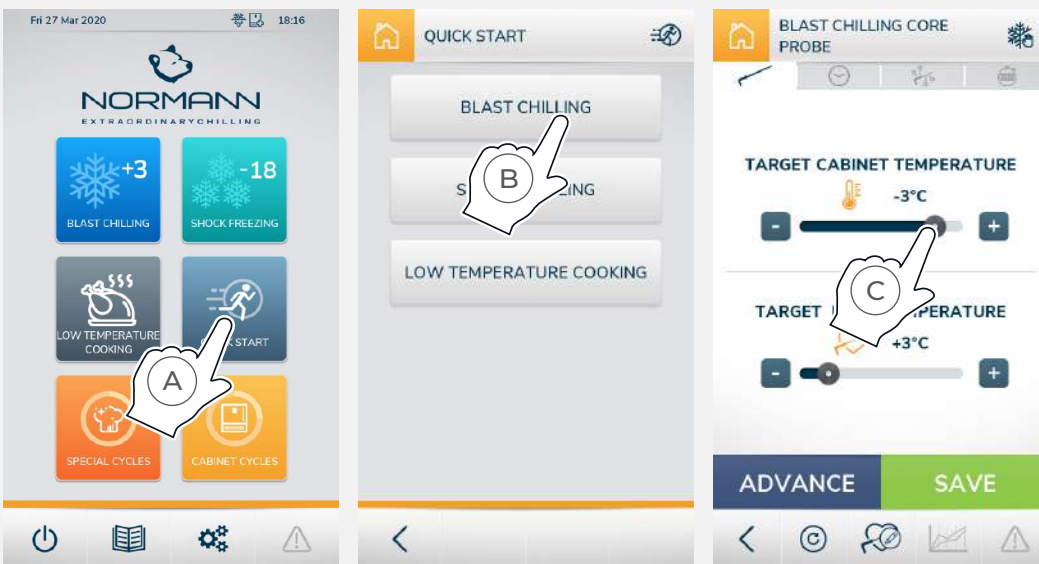 Fri 27 Mar 2020
18:16
NORMANN
EXTRAORDINARYCHILLING
+3
BLAST CHILLING
-18
SHOCK FREEZING
LOW TEMPERATURE
COOKING
START
SPECIAL CYCLES
CABINET CYCLES
A
QUICK START
BLAST CHILLING
B
LOW TEMPERATURE COOKING
BLAST CHILLING CORE
PROBE
TARGET CABINET TEMPERATURE
-3°C
- +
C
TARGET
+3°C
- +
ADVANCE
SAVE